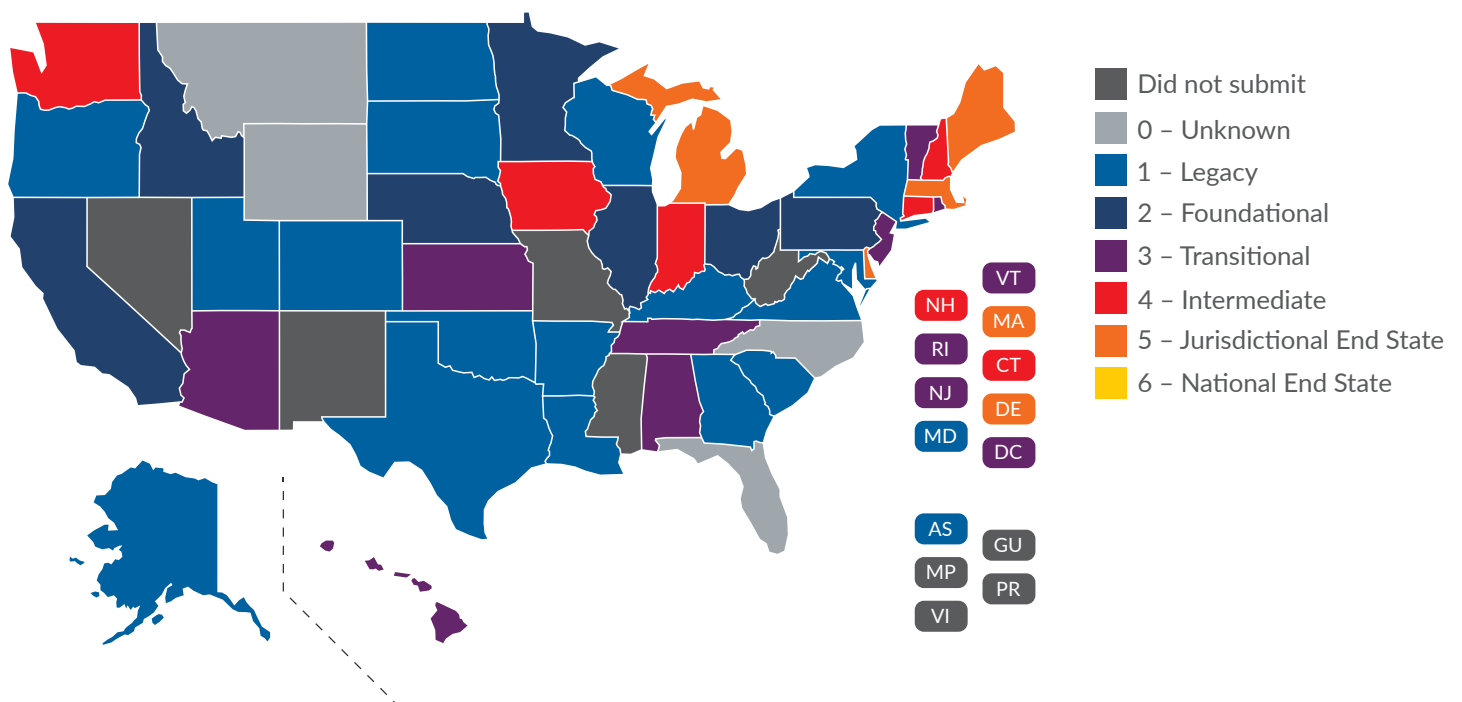 Did not submit
0 – Unknown
1 – Legacy
2 – Foundational
3 – Transitional
4 – Intermediate
5 – Jurisdictional End State
6 – National End State
VT
NH
MA
RI
CT
NJ
DE
MD
DC
AS
GU
MP
PR
VI